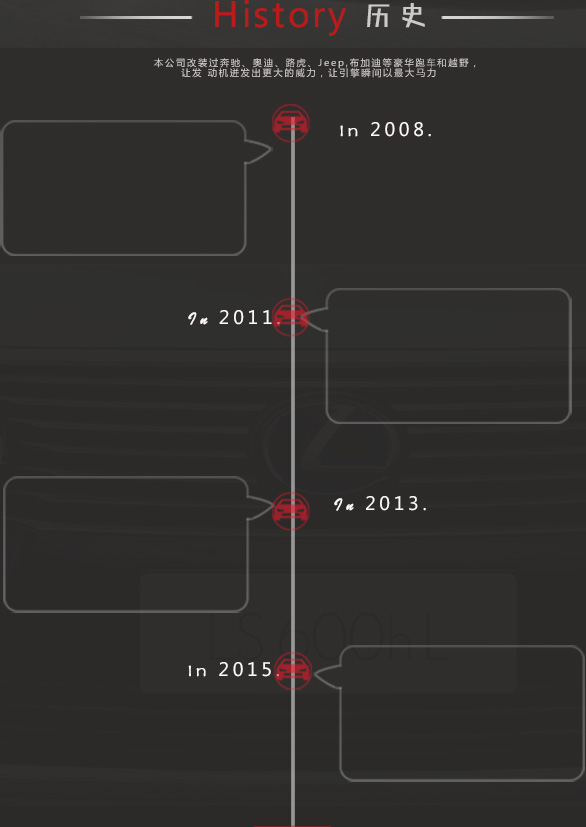 History 历史
本公司改装过奔驰、奥迪、路虎、Jeep,布加迪等豪华跑车和越野，
让发 动机迸发出更大的威力，让引擎瞬间以最大马力
in 2008.
In 2011.
In 2013.
LS 600h L
in 2015.